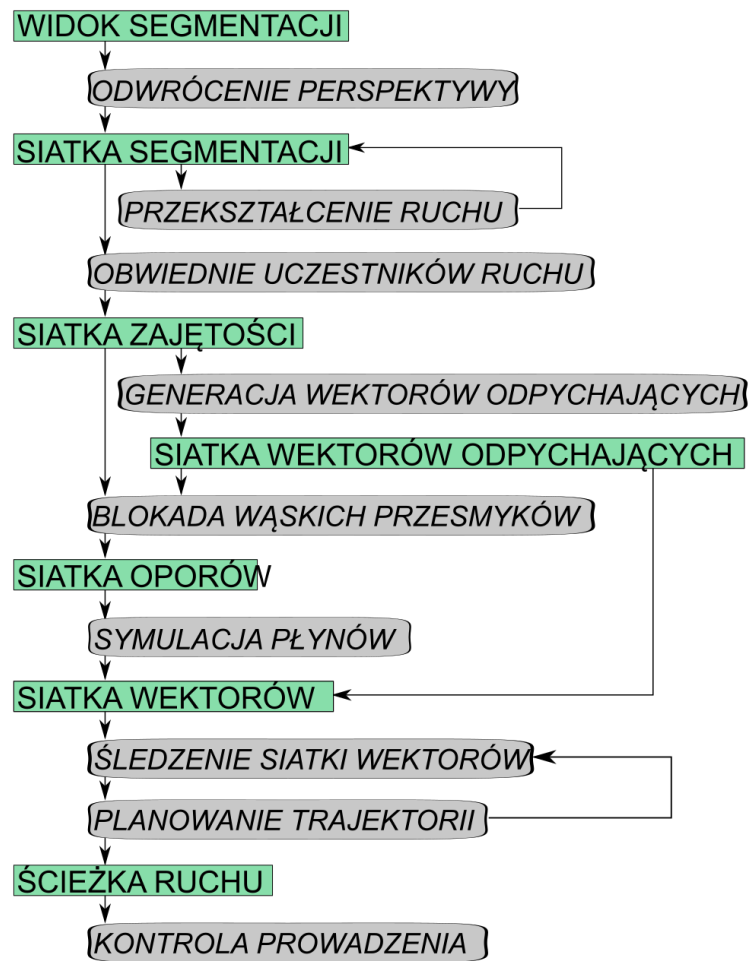 WIDOK SEGMENTACJI
ODWRÓCENIE PERSPEKTYWY
SIATKA SEGMENTACJI
PRZEKSZTAŁCENIE RUCHU
OBWIEDNIE UCZESTNIKÓW RUCHU
SIATKA ZAJĘTOŚCI
GENERACJA WEKTORÓW ODPYCHAJĄCYCH
SIATKA WEKTORÓW ODPYCHAJĄCYCH
BLOKADA WĄSKICH PRZESMYKÓW
SIATKA OPORÓW
SYMULACJA PŁYNÓW
SIATKA WEKTORÓW
ŚLEDZENIE SIATKI WEKTORÓW
PLANOWANIE TRAJEKTORII
ŚCIEŻKA RUCHU
KONTROLA PROWADZENIA